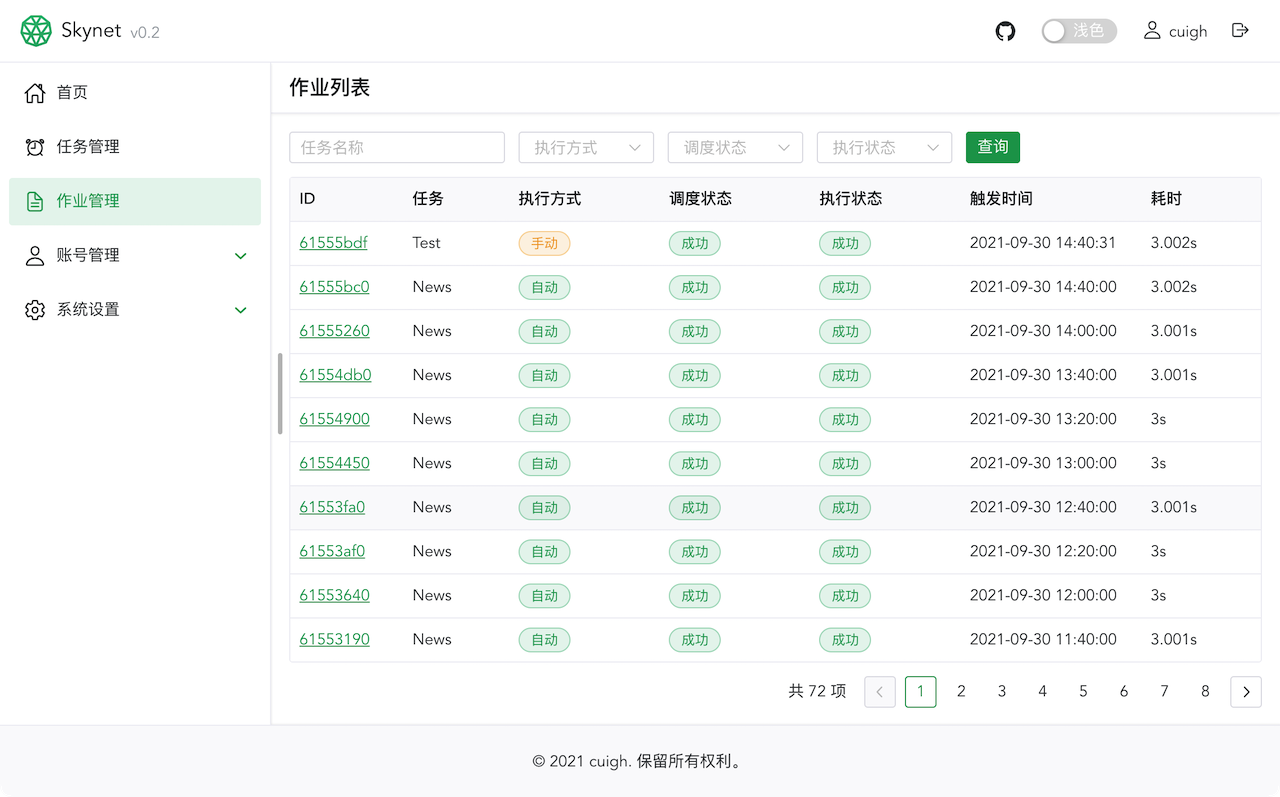 Skynet v0.2
浅色
cuigh
首页
任务管理
作业管理
账号管理
系统设置
作业列表
任务名称 执行方式 调度状态 执行状态 查询
ID 任务 执行方式 调度状态 执行状态 触发时间 耗时
61555bdf Test 手动 成功 成功 2021-09-30 14:40:31 3.002s
61555bc0 News 自动 成功 成功 2021-09-30 14:40:00 3.002s
61555260 News 自动 成功 成功 2021-09-30 14:00:00 3.001s
61554db0 News 自动 成功 成功 2021-09-30 13:40:00 3.001s
61554900 News 自动 成功 成功 2021-09-30 13:20:00 3s
61554450 News 自动 成功 成功 2021-09-30 13:00:00 3s
61553fa0 News 自动 成功 成功 2021-09-30 12:40:00 3.001s
61553af0 News 自动 成功 成功 2021-09-30 12:20:00 3s
61553640 News 自动 成功 成功 2021-09-30 12:00:00 3s
61553190 News 自动 成功 成功 2021-09-30 11:40:00 3.001s
共 72 项 1 2 3 4 5 6 7 8
© 2021 cuigh. 保留所有权利。